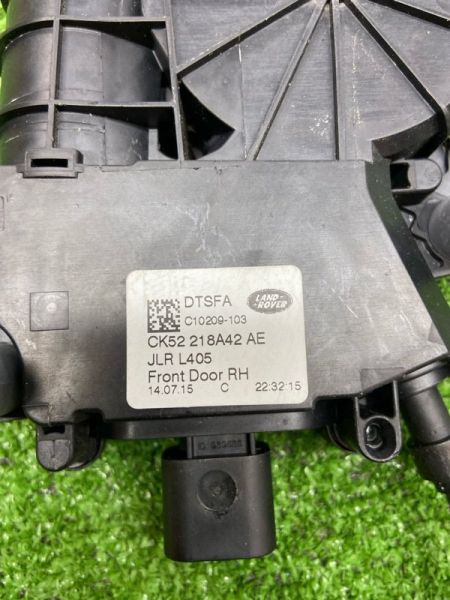 DTSFA
LAND-
ROVER
C10209-103
CK52 218A42 AE
JLR L405
Front Door RH
14.07.15 C 22:32:15